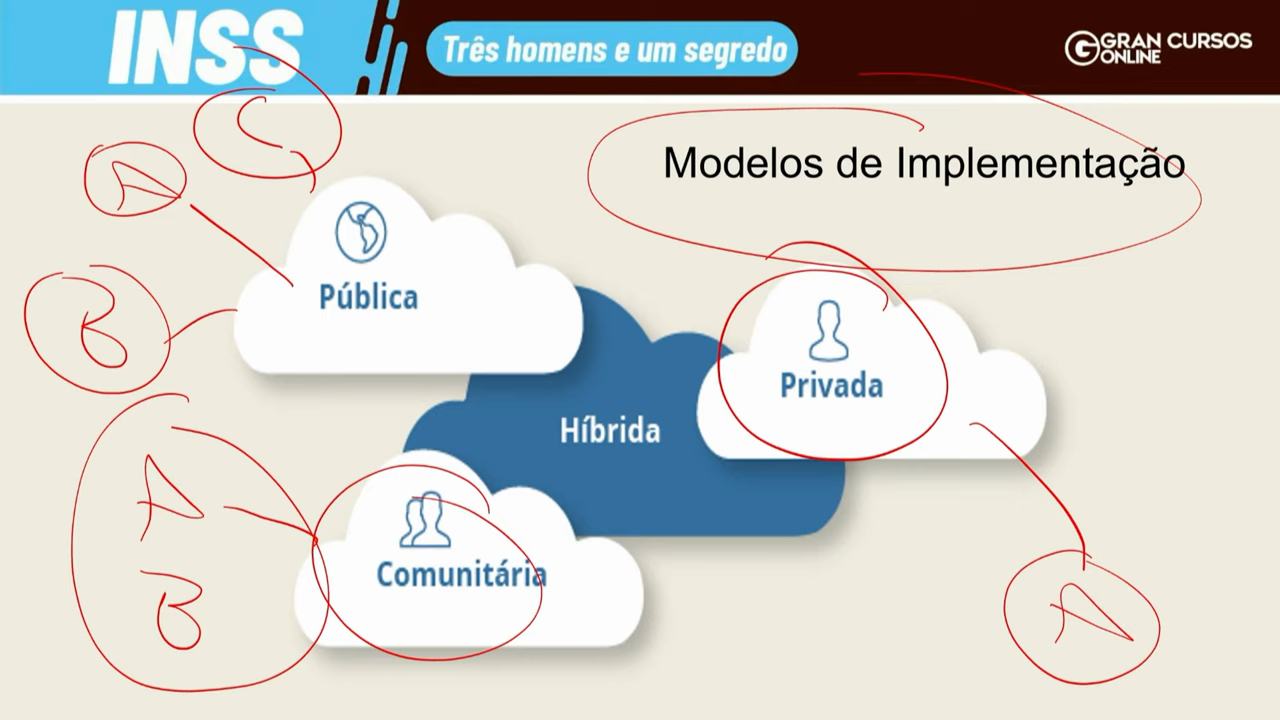 INSS
Três homens e um segredo
GRAN CURSOS
ONLINE
C
A
Modelos de Implementação
Pública
B
Privada
Híbrida
A
Comunitária
B
A